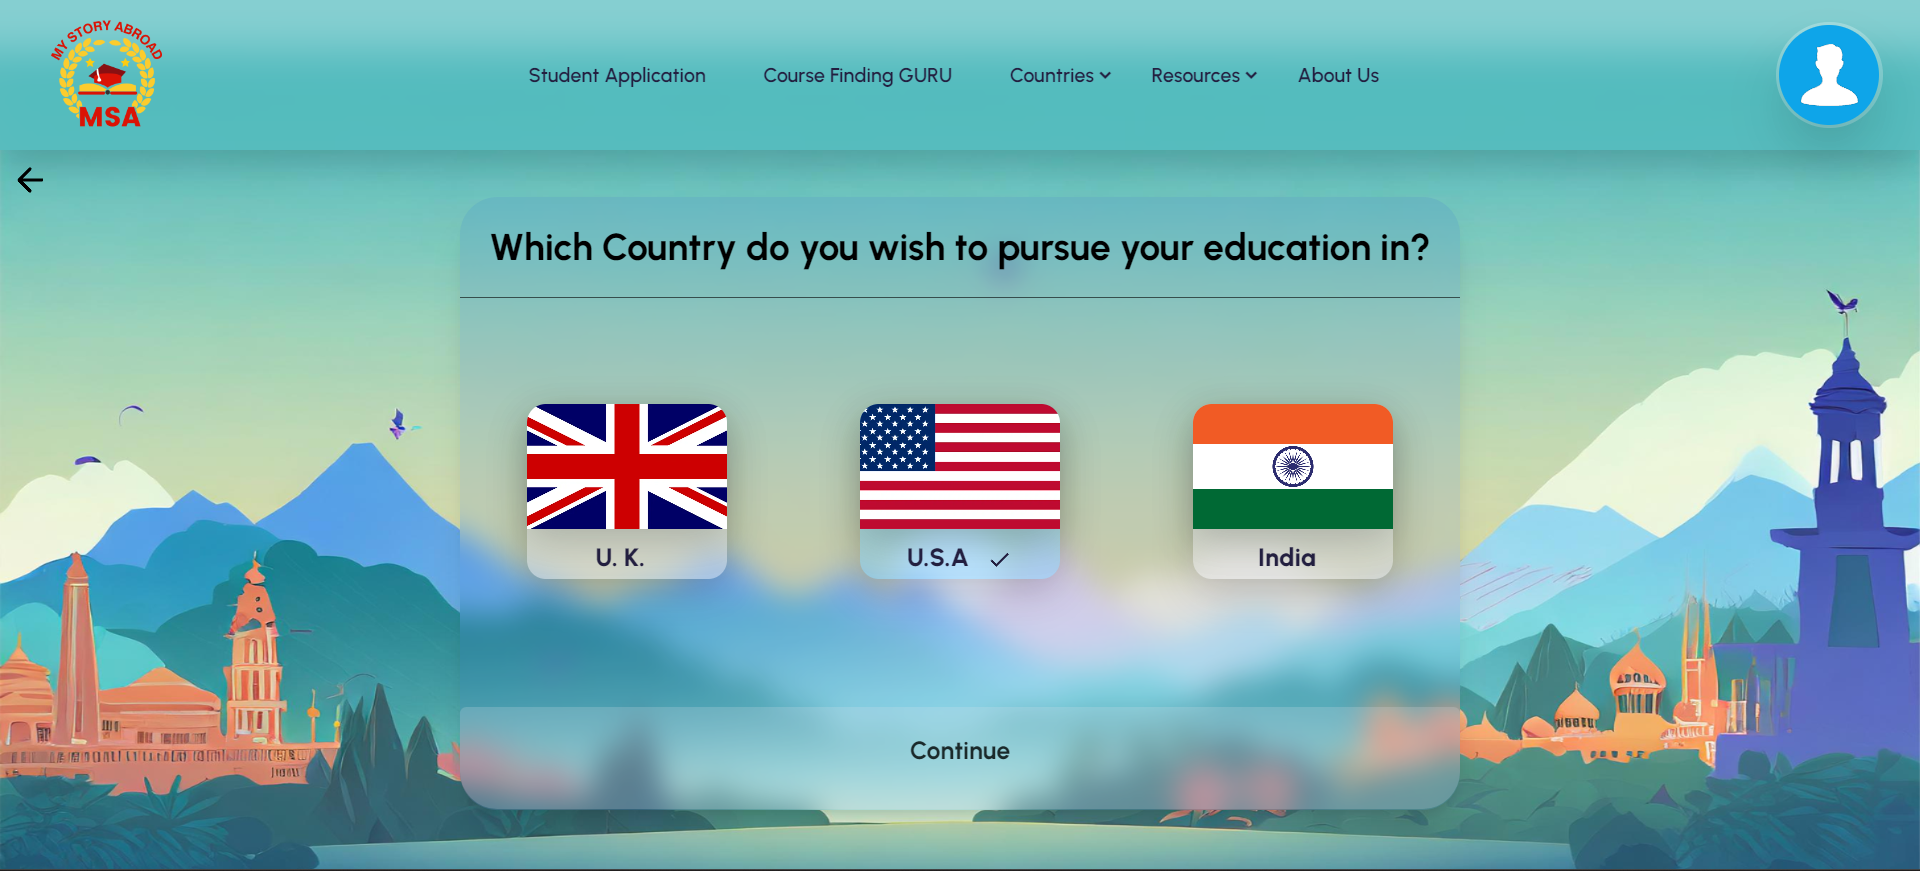 MY STORY ABROAD
MSA
Student Application
Course Finding GURU
Countries
Resources
About Us
Which Country do you wish to pursue your education in?
U. K.
U.S.A
India
Continue